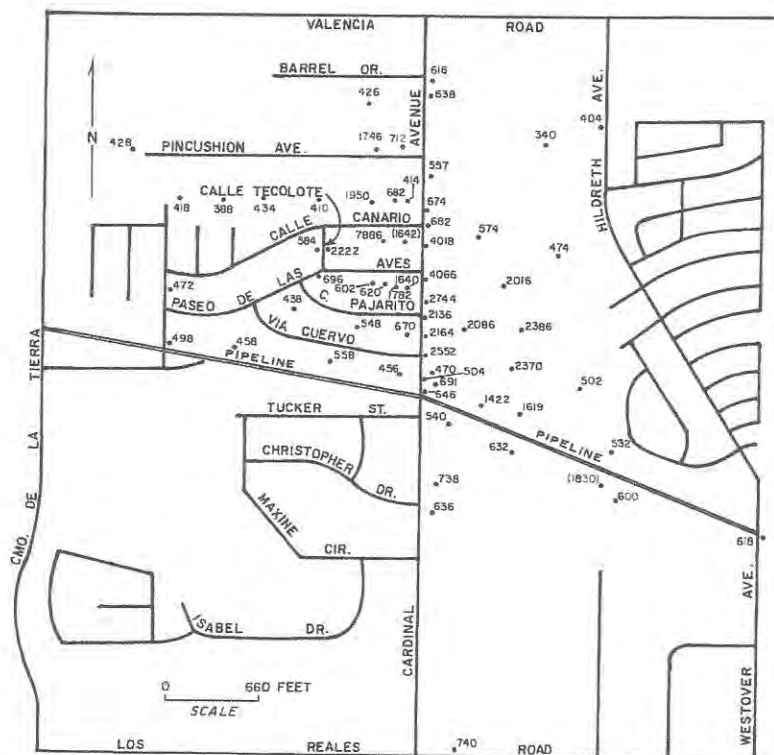 VALENCIA ROAD
BARREL DR.
616
426
638
HILDRETH AVE.
404
N
AVENUE
428
1746
712
340
PINCUSHION AVE.
557
CALLE TECOLOTE
414
418
388
434
410
1950
682
674
CALLE CANARIO
682
574
584
2222
7886
(1642)
4018
474
PASEO DE LAS AVES
472
696
602
620
1640
1782
4066
2016
438
C. PAJARITO
2744
2136
VIA CUERVO
548
670
2164
2086
2386
498
458
558
2552
PIPELINE
456
470
504
2370
691
646
502
TUCKER ST.
540
1422
1619
PIPELINE
CHRISTOPHER DR.
632
532
738
(1830)
MAXINE CIR.
636
600
618
CMO. DE LA TIERRA
ISABEL DR.
CARDINAL
WESTOVER AVE.
0 660 FEET
SCALE
LOS REALES ROAD
740